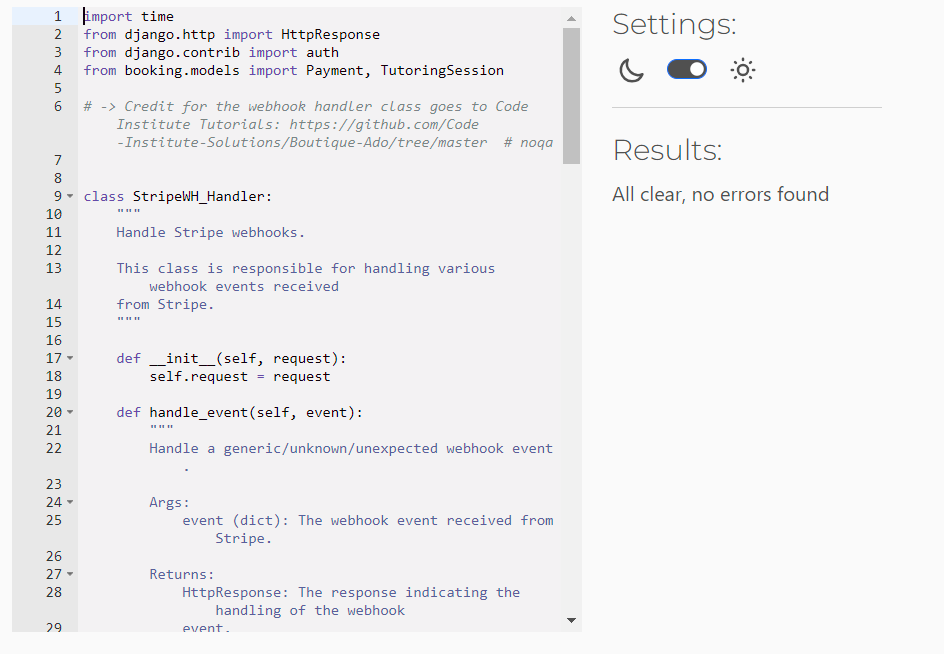 1 import time
2 from django.http import HttpResponse
3 from django.contrib import auth
4 from booking.models import Payment, TutoringSession
5
6 # -> Credit for the webhook handler class goes to Code
Institute Tutorials: https://github.com/Code
-Institute-Solutions/Boutique-Ado/tree/master  # noqa
7
8
9 class StripeWH_Handler:
10 """
11 Handle Stripe webhooks.
12
13 This class is responsible for handling various
webhook events received
14 from Stripe.
15 """
16
17 def __init__(self, request):
18 self.request = request
19
20 def handle_event(self, event):
21 """
22 Handle a generic/unknown/unexpected webhook event
.
23
24 Args:
25 event (dict): The webhook event received from
Stripe.
26
27 Returns:
28 HttpResponse: The response indicating the
handling of the webhook
29 event.
Settings:
Results:
All clear, no errors found